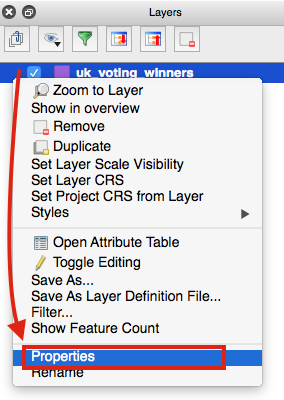 Layers
uk_voting_winners
Zoom to Layer
Show in overview
Remove
Duplicate
Set Layer Scale Visibility
Set Layer CRS
Set Project CRS from Layer
Styles
Open Attribute Table
Toggle Editing
Save As...
Save As Layer Definition File...
Filter...
Show Feature Count
Properties
Rename